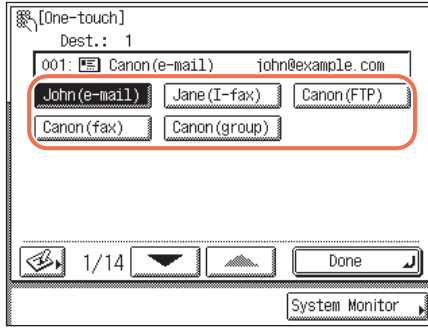 [One-touch]
Dest.: 1
001: Canon(e-mail) john@example.com
John(e-mail) Jane(I-fax) Canon(FTP)
Canon(fax) Canon(group)
1/14 Done
System Monitor